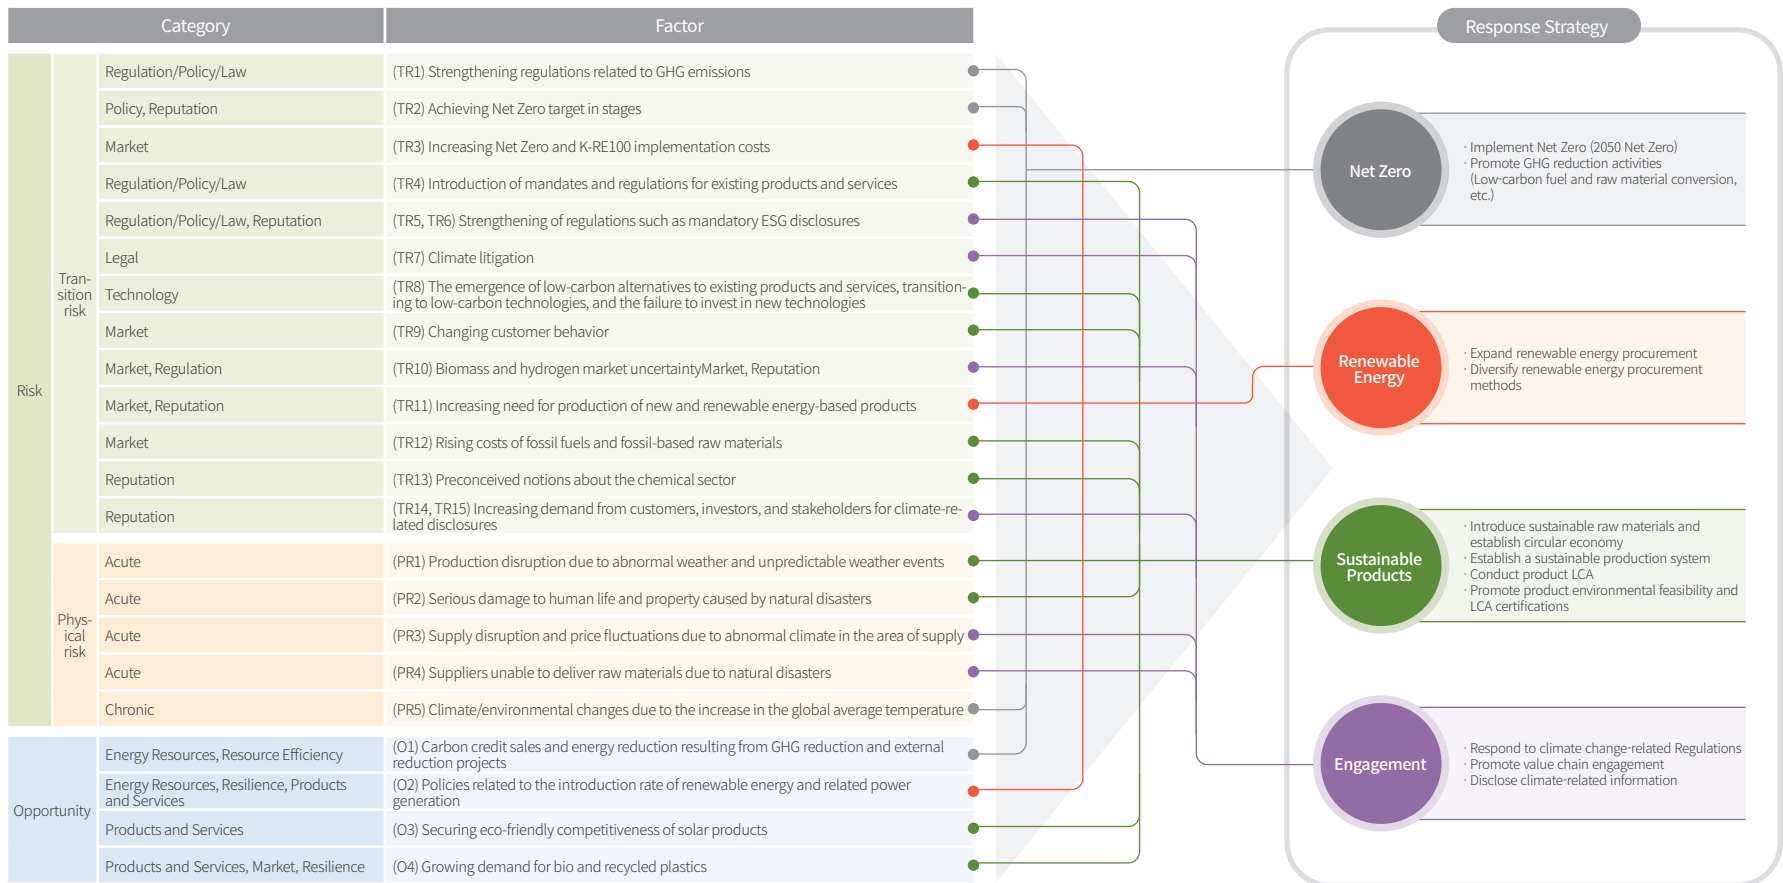 Category
Factor
Risk
Tran-
sition
risk
Regulation/Policy/Law
(TR1) Strengthening regulations related to GHG emissions
Policy, Reputation
(TR2) Achieving Net Zero target in stages
Market
(TR3) Increasing Net Zero and K-RE100 implementation costs
Regulation/Policy/Law
(TR4) Introduction of mandates and regulations for existing products and services
Regulation/Policy/Law, Reputation
(TR5, TR6) Strengthening of regulations such as mandatory ESG disclosures
Legal
(TR7) Climate litigation
Technology
(TR8) The emergence of low-carbon alternatives to existing products and services, transition-
ing to low-carbon technologies, and the failure to invest in new technologies
Market
(TR9) Changing customer behavior
Market, Regulation
(TR10) Biomass and hydrogen market uncertaintyMarket, Reputation
Market, Reputation
(TR11) Increasing need for production of new and renewable energy-based products
Market
(TR12) Rising costs of fossil fuels and fossil-based raw materials
Reputation
(TR13) Preconceived notions about the chemical sector
Reputation
(TR14, TR15) Increasing demand from customers, investors, and stakeholders for climate-re-
lated disclosures
Phys-
ical
risk
Acute
(PR1) Production disruption due to abnormal weather and unpredictable weather events
Acute
(PR2) Serious damage to human life and property caused by natural disasters
Acute
(PR3) Supply disruption and price fluctuations due to abnormal climate in the area of supply
Acute
(PR4) Suppliers unable to deliver raw materials due to natural disasters
Chronic
(PR5) Climate/environmental changes due to the increase in the global average temperature
Opportunity
Energy Resources, Resource Efficiency
(O1) Carbon credit sales and energy reduction resulting from GHG reduction and external
reduction projects
Energy Resources, Resilience, Products
and Services
(O2) Policies related to the introduction rate of renewable energy and related power
generation
Products and Services
(O3) Securing eco-friendly competitiveness of solar products
Products and Services, Market, Resilience
(O4) Growing demand for bio and recycled plastics
Response Strategy
Net Zero
· Implement Net Zero (2050 Net Zero)
· Promote GHG reduction activities
(Low-carbon fuel and raw material conversion,
etc.)
Renewable
Energy
· Expand renewable energy procurement
· Diversify renewable energy procurement
methods
Sustainable
Products
· Introduce sustainable raw materials and
establish circular economy
· Establish a sustainable production system
· Conduct product LCA
· Promote product environmental feasibility and
LCA certifications
Engagement
· Respond to climate change-related Regulations
· Promote value chain engagement
· Disclose climate-related information